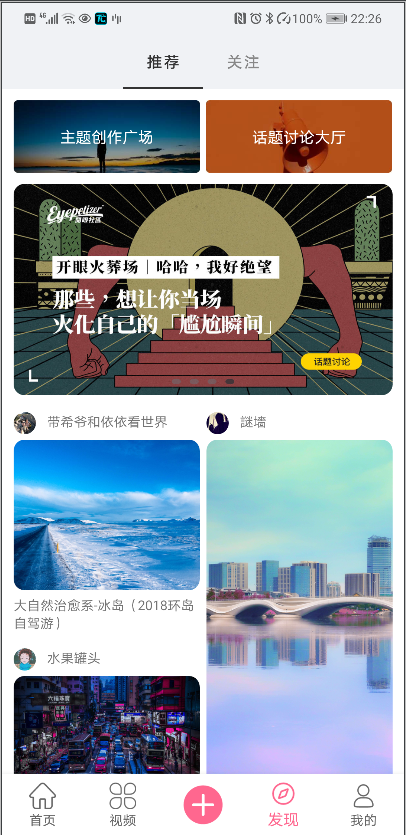 HD 4G TC 100% 22:26
推荐 关注
主题创作广场 话题讨论大厅
Eyepetizer
开眼火葬场｜哈哈，我好绝望
那些，想让你当场
火化自己的「尴尬瞬间」
话题讨论
带希爷和依依看世界 謎墙
大自然治愈系-冰岛（2018环岛
自驾游）
水果罐头
首页 视频 发现 我的